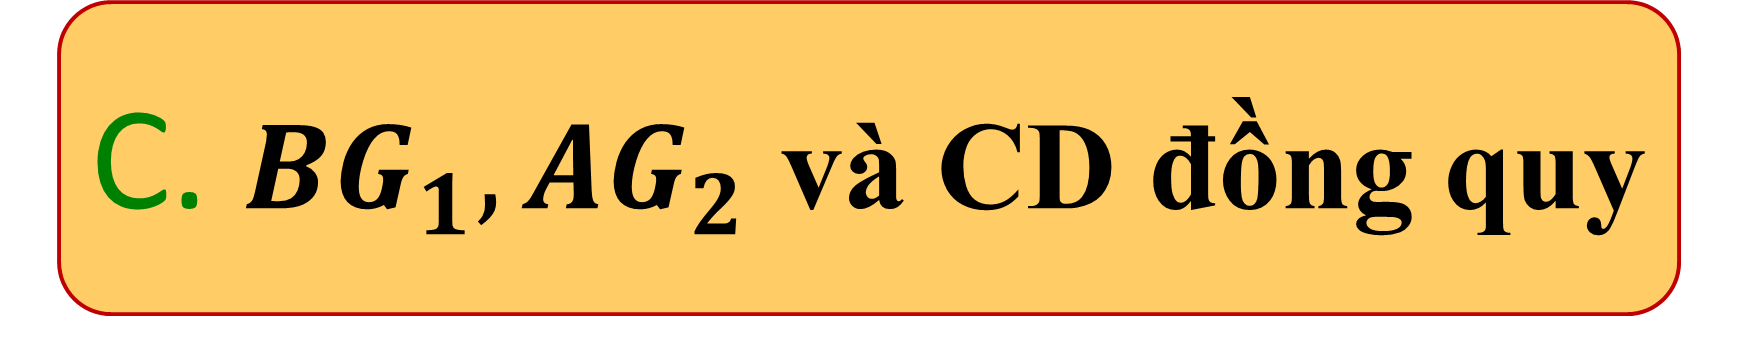 C. BG₁, AG₂ và CD đồng quy